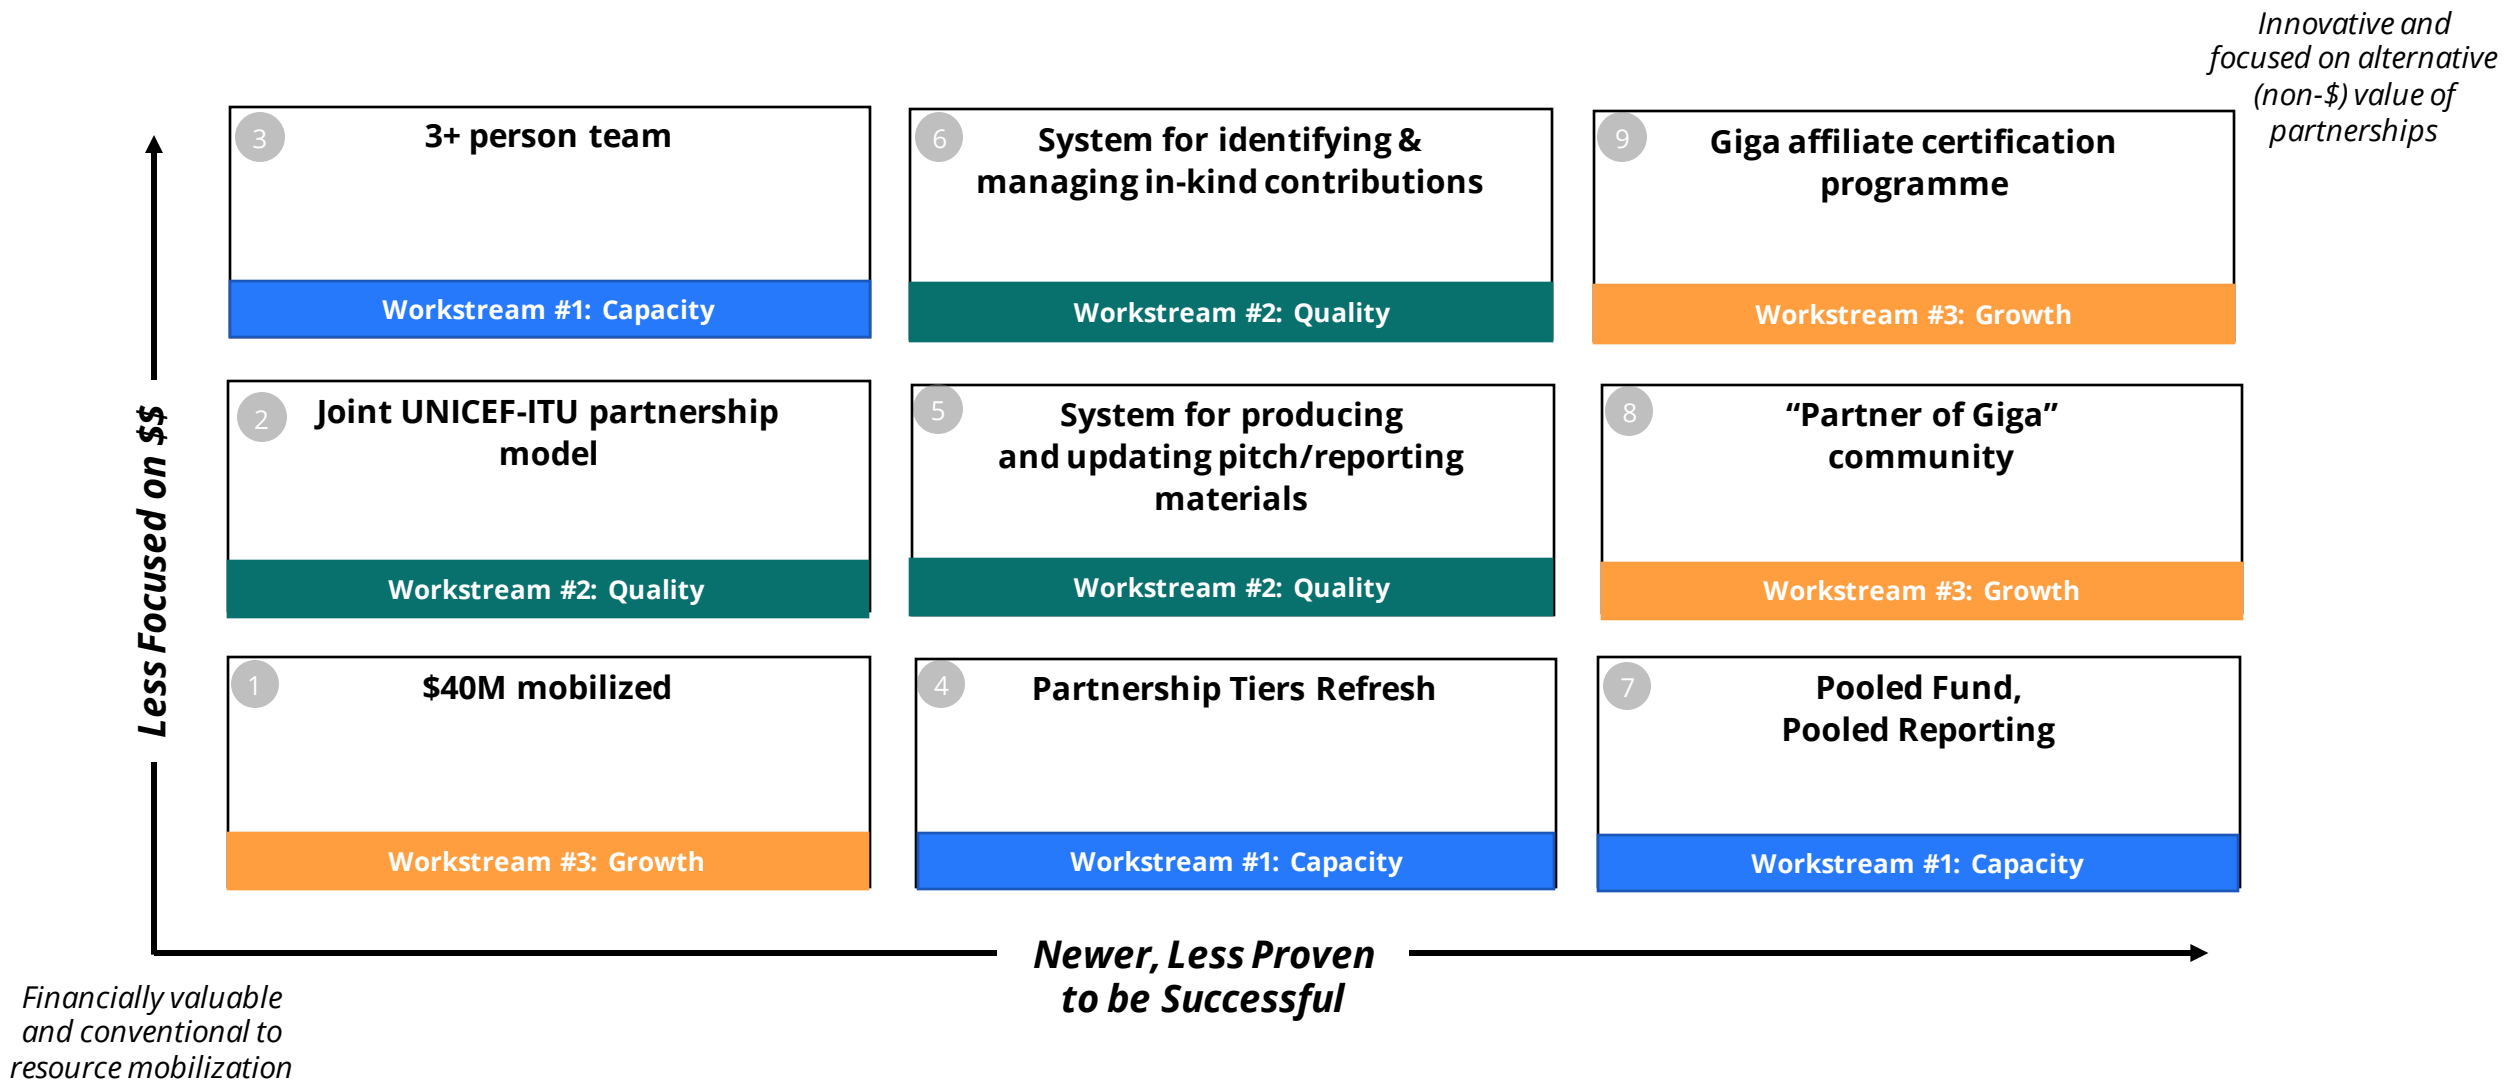 Innovative and
focused on alternative
(non-$) value of
partnerships
3
3+ person team
Workstream #1: Capacity
6
System for identifying &
managing in-kind contributions
Workstream #2: Quality
9
Giga affiliate certification
programme
Workstream #3: Growth
Less Focused on $$
2
Joint UNICEF-ITU partnership
model
Workstream #2: Quality
5
System for producing
and updating pitch/reporting
materials
Workstream #2: Quality
8
“Partner of Giga”
community
Workstream #3: Growth
1
$40M mobilized
Workstream #3: Growth
4
Partnership Tiers Refresh
Workstream #1: Capacity
7
Pooled Fund,
Pooled Reporting
Workstream #1: Capacity
Newer, Less Proven
to be Successful
Financially valuable
and conventional to
resource mobilization